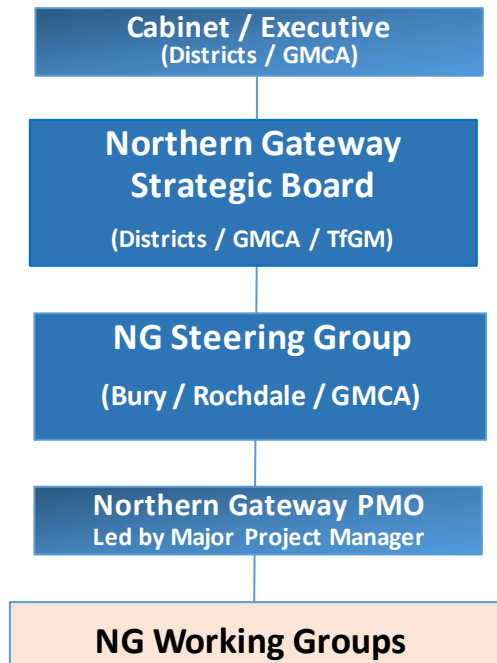 Cabinet / Executive
(Districts / GMCA)
Northern Gateway
Strategic Board
(Districts / GMCA / TfGM)
NG Steering Group
(Bury / Rochdale / GMCA)
Northern Gateway PMO
Led by Major Project Manager
NG Working Groups